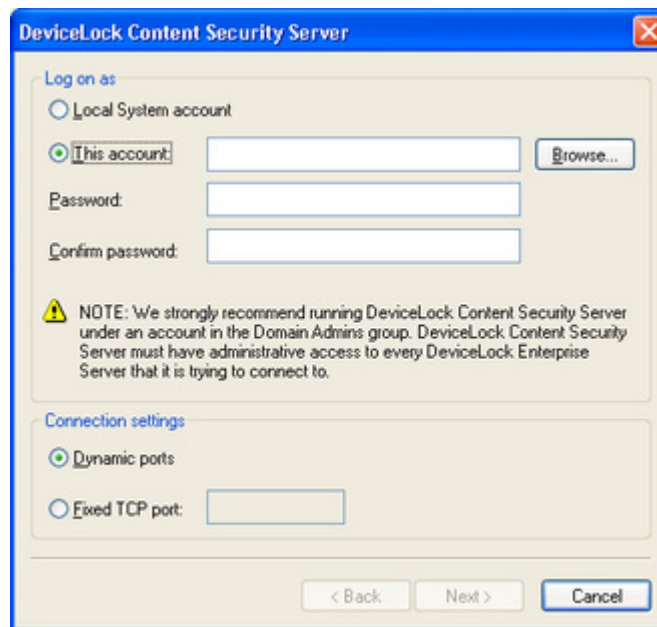 DeviceLock Content Security Server
Log on as
Local System account
This account:
Browse...
Password:
Confirm password:
NOTE: We strongly recommend running DeviceLock Content Security Server
under an account in the Domain Admins group. DeviceLock Content Security
Server must have administrative access to every DeviceLock Enterprise
Server that it is trying to connect to.
Connection settings
Dynamic ports
Fixed TCP port:
< Back
Next >
Cancel